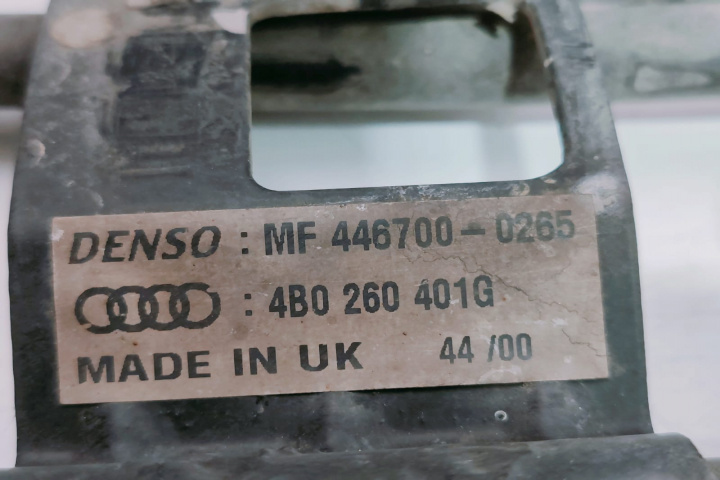 DENSO : MF 446700-0265
: 4B0 260 401G
MADE IN UK 44 /00